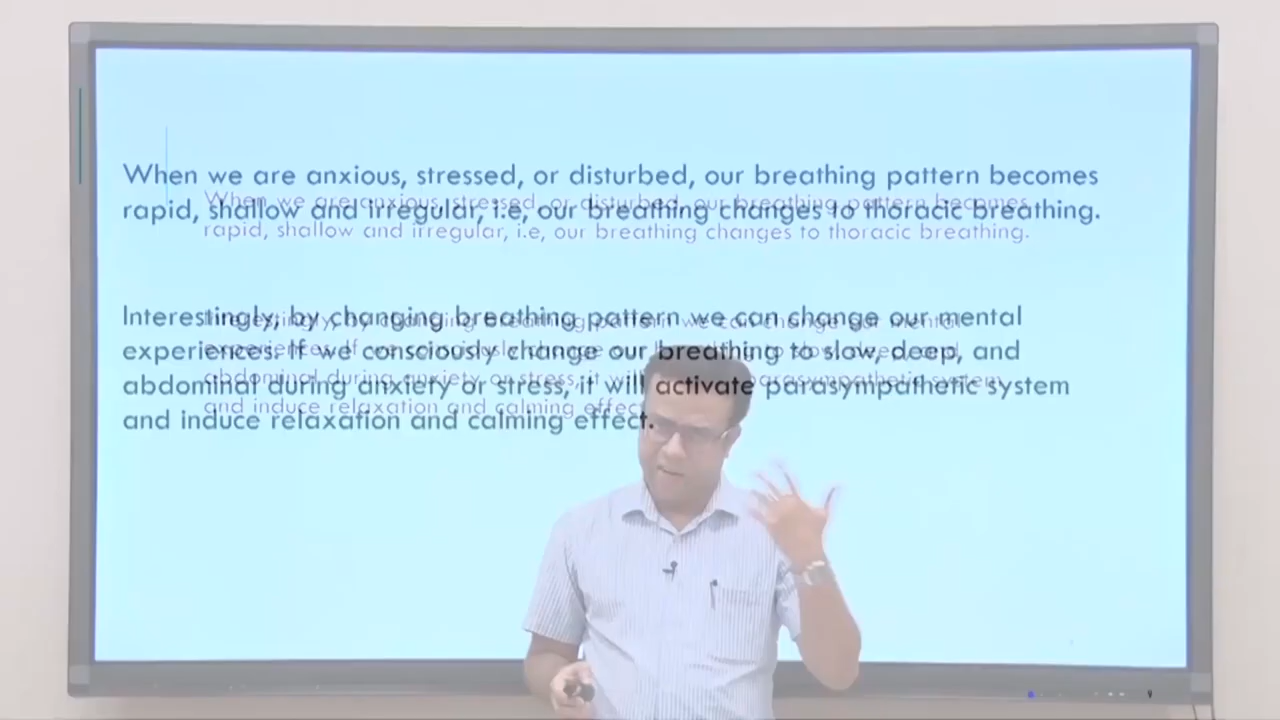 When we are anxious, stressed, or disturbed, our breathing pattern becomes
rapid, shallow and irregular, i.e, our breathing changes to thoracic breathing.
Interestingly, by changing breathing pattern we can change our mental
experiences. If we consciously change our breathing to slow, deep, and
abdominal during anxiety or stress, it will activate parasympathetic system
and induce relaxation and calming effect.